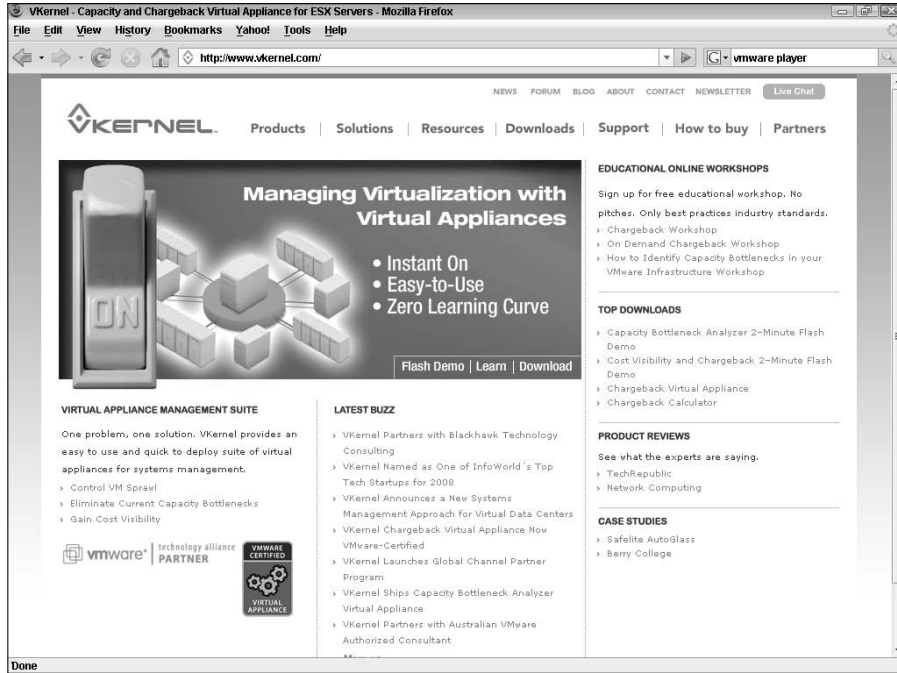 VKernel - Capacity and Chargeback Virtual Appliance for ESX Servers - Mozilla Firefox
File Edit View History Bookmarks Yahoo! Tools Help
http://www.vkernel.com/
G vmware player
NEWS FORUM BLOG ABOUT CONTACT NEWSLETTER Live Chat
VKERNEL
Products | Solutions | Resources | Downloads | Support | How to buy | Partners
ON
Managing Virtualization with
Virtual Appliances
• Instant On
• Easy-to-Use
• Zero Learning Curve
Flash Demo | Learn | Download
VIRTUAL APPLIANCE MANAGEMENT SUITE
One problem, one solution. VKernel provides an
easy to use and quick to deploy suite of virtual
appliances for systems management.
› Control VM Sprawl
› Eliminate Current Capacity Bottlenecks
› Gain Cost Visibility
vmware® technology alliance
PARTNER
VMWARE
CERTIFIED
VIRTUAL
APPLIANCE
LATEST BUZZ
› VKernel Partners with Blackhawk Technology
Consulting
› VKernel Named as One of InfoWorld's Top
Tech Startups for 2008
› VKernel Announces a New Systems
Management Approach for Virtual Data Centers
› VKernel Chargeback Virtual Appliance Now
VMware-Certified
› VKernel Launches Global Channel Partner
Program
› VKernel Ships Capacity Bottleneck Analyzer
Virtual Appliance
› VKernel Partners with Australian VMware
Authorized Consultant
EDUCATIONAL ONLINE WORKSHOPS
Sign up for free educational workshop. No
pitches. Only best practices industry standards.
› Chargeback Workshop
› On Demand Chargeback Workshop
› How to Identify Capacity Bottlenecks in your
VMware Infrastructure Workshop
TOP DOWNLOADS
› Capacity Bottleneck Analyzer 2-Minute Flash
Demo
› Cost Visibility and Chargeback 2-Minute Flash
Demo
› Chargeback Virtual Appliance
› Chargeback Calculator
PRODUCT REVIEWS
See what the experts are saying.
› TechRepublic
› Network Computing
CASE STUDIES
› Safelite AutoGlass
› Berry College
Done